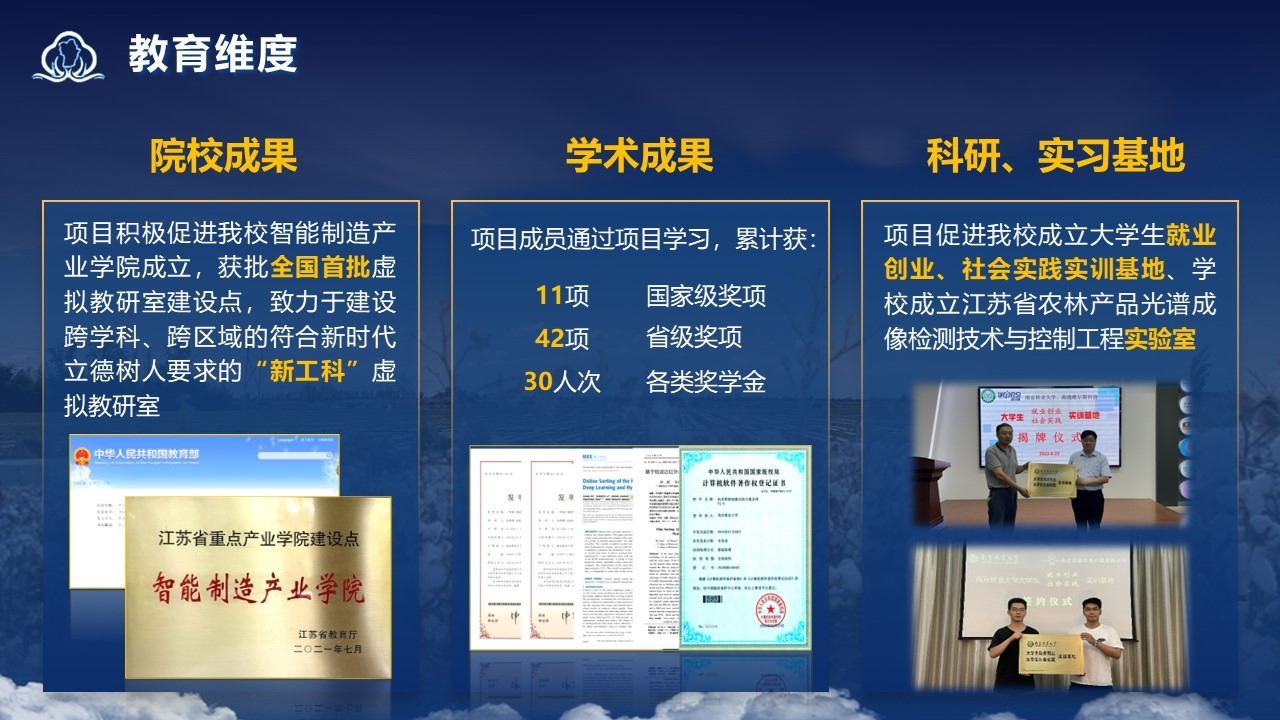 教育维度
院校成果
项目积极促进我校智能制造产
业学院成立，获批全国首批虚
拟教研室建设点，致力于建设
跨学科、跨区域的符合新时代
立德树人要求的“新工科”虚
拟教研室
中华人民共和国教育部
江苏省重点产业学院建设点
智能制造产业学院
江苏省教育厅
二〇二一年七月
学术成果
项目成员通过项目学习，累计获：
11项 国家级奖项
42项 省级奖项
30人次 各类奖学金
Online Sorting of the
Deep Learning and Hy
中华人民共和国国家版权局
计算机软件著作权登记证书
科研、实习基地
项目促进我校成立大学生就业
创业、社会实践实训基地、学
校成立江苏省农林产品光谱成
像检测技术与控制工程实验室
大学生 就业创业 社会实践 实训基地
揭牌仪式